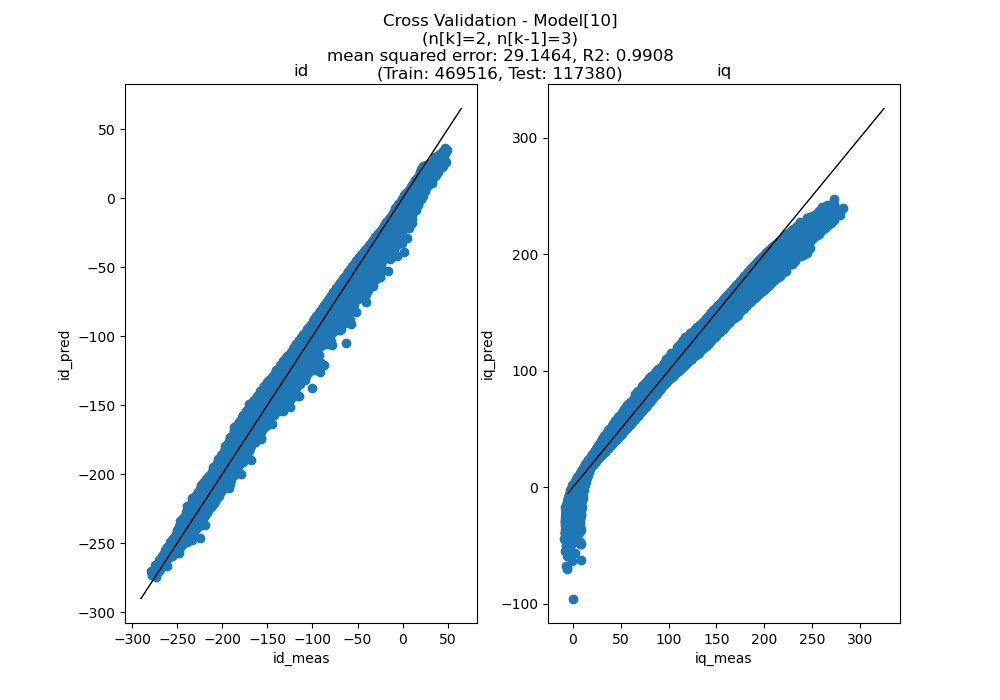 Cross Validation - Model[10]
(n[k]=2, n[k-1]=3)
mean squared error: 29.1464, R2: 0.9908
(Train: 469516, Test: 117380)
id
50
0
−50
−100
−150
−200
−250
−300
id_pred
−300 −250 −200 −150 −100 −50 0 50
id_meas
iq
300
200
100
0
−100
iq_pred
0 50 100 150 200 250 300
iq_meas